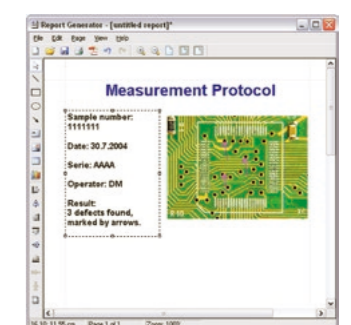 Report Generator - [untitled report]*
File Edit Page View Help
Measurement Protocol
Sample number:
1111111
Date: 30.7.2004
Serie: AAAA
Operator: DM
Result:
3 defects found,
marked by arrows.
Page 1 of 1